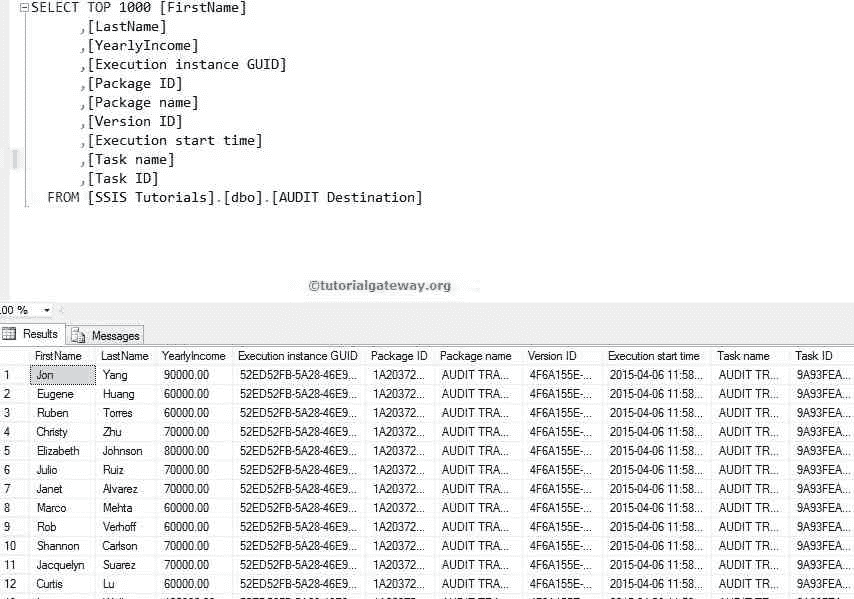 SELECT TOP 1000 [FirstName]
,[LastName]
,[YearlyIncome]
,[Execution instance GUID]
,[Package ID]
,[Package name]
,[Version ID]
,[Execution start time]
,[Task name]
,[Task ID]
FROM [SSIS Tutorials].[dbo].[AUDIT Destination]
©tutorialgateway.org
.00 %
Results Messages
FirstName LastName YearlyIncome Execution instance GUID Package ID Package name Version ID Execution start time Task name Task ID
1 Jon Yang 90000.00 52ED52FB-5A28-46E9... 1A20372... AUDIT TRA... 4F6A155E-... 2015-04-06 11:58... AUDIT TR... 9A93FEA...
2 Eugene Huang 60000.00 52ED52FB-5A28-46E9... 1A20372... AUDIT TRA... 4F6A155E-... 2015-04-06 11:58... AUDIT TR... 9A93FEA...
3 Ruben Torres 60000.00 52ED52FB-5A28-46E9... 1A20372... AUDIT TRA... 4F6A155E-... 2015-04-06 11:58... AUDIT TR... 9A93FEA...
4 Christy Zhu 70000.00 52ED52FB-5A28-46E9... 1A20372... AUDIT TRA... 4F6A155E-... 2015-04-06 11:58... AUDIT TR... 9A93FEA...
5 Elizabeth Johnson 80000.00 52ED52FB-5A28-46E9... 1A20372... AUDIT TRA... 4F6A155E-... 2015-04-06 11:58... AUDIT TR... 9A93FEA...
6 Julio Ruiz 70000.00 52ED52FB-5A28-46E9... 1A20372... AUDIT TRA... 4F6A155E-... 2015-04-06 11:58... AUDIT TR... 9A93FEA...
7 Janet Alvarez 70000.00 52ED52FB-5A28-46E9... 1A20372... AUDIT TRA... 4F6A155E-... 2015-04-06 11:58... AUDIT TR... 9A93FEA...
8 Marco Mehta 60000.00 52ED52FB-5A28-46E9... 1A20372... AUDIT TRA... 4F6A155E-... 2015-04-06 11:58... AUDIT TR... 9A93FEA...
9 Rob Verhoff 60000.00 52ED52FB-5A28-46E9... 1A20372... AUDIT TRA... 4F6A155E-... 2015-04-06 11:58... AUDIT TR... 9A93FEA...
10 Shannon Carlson 70000.00 52ED52FB-5A28-46E9... 1A20372... AUDIT TRA... 4F6A155E-... 2015-04-06 11:58... AUDIT TR... 9A93FEA...
11 Jacquelyn Suarez 70000.00 52ED52FB-5A28-46E9... 1A20372... AUDIT TRA... 4F6A155E-... 2015-04-06 11:58... AUDIT TR... 9A93FEA...
12 Curtis Lu 60000.00 52ED52FB-5A28-46E9... 1A20372... AUDIT TRA... 4F6A155E-... 2015-04-06 11:58... AUDIT TR... 9A93FEA...